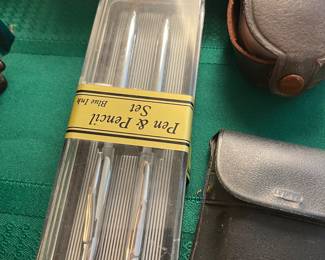 Pen & Pencil
Set
Blue Ink